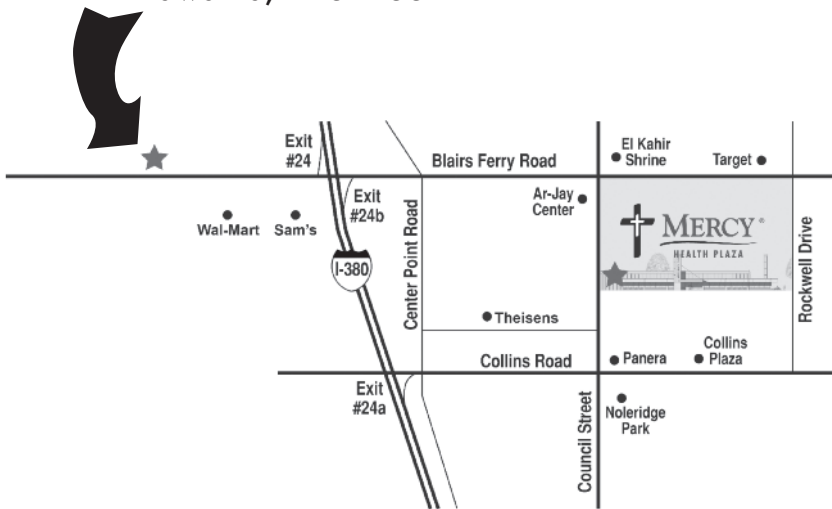 Exit
#24
Blairs Ferry Road
El Kahir
Shrine
Target
Exit
#24b
Ar-Jay
Center
Wal-Mart
Sam's
I-380
Center Point Road
MERCY®
HEALTH PLAZA
Rockwell Drive
Theisens
Collins Road
Panera
Collins
Plaza
Exit
#24a
Council Street
Noleridge
Park